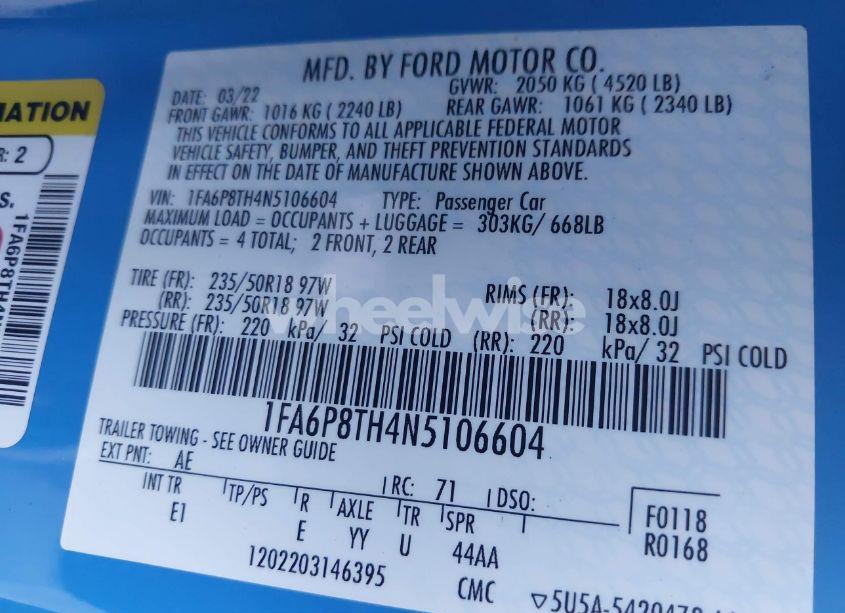 MFD. BY FORD MOTOR CO.
DATE: 03/22 GVWR: 2050 KG ( 4520 LB)
FRONT GAWR: 1016 KG ( 2240 LB) REAR GAWR: 1061 KG ( 2340 LB)
THIS VEHICLE CONFORMS TO ALL APPLICABLE FEDERAL MOTOR
VEHICLE SAFETY, BUMPER, AND THEFT PREVENTION STANDARDS
IN EFFECT ON THE DATE OF MANUFACTURE SHOWN ABOVE.
VIN: 1FA6P8TH4N5106604 TYPE: Passenger Car
MAXIMUM LOAD = OCCUPANTS + LUGGAGE = 303KG/ 668LB
OCCUPANTS = 4 TOTAL; 2 FRONT, 2 REAR
TIRE (FR): 235/50R18 97W RIMS (FR): 18x8.0J
(RR): 235/50R18 97W (RR): 18x8.0J
PRESSURE (FR): 220 kPa/ 32 PSI COLD (RR): 220 kPa/ 32 PSI COLD
1FA6P8TH4N5106604
TRAILER TOWING - SEE OWNER GUIDE
EXT PNT: AE RC: 71 DSO:
INT TR TP/PS R AXLE TR SPR F0118
E1 E YY U 44AA R0168
1202203146395 CMC
MATION
R: 2
S.
1FA6P8TH4N
wheelwise